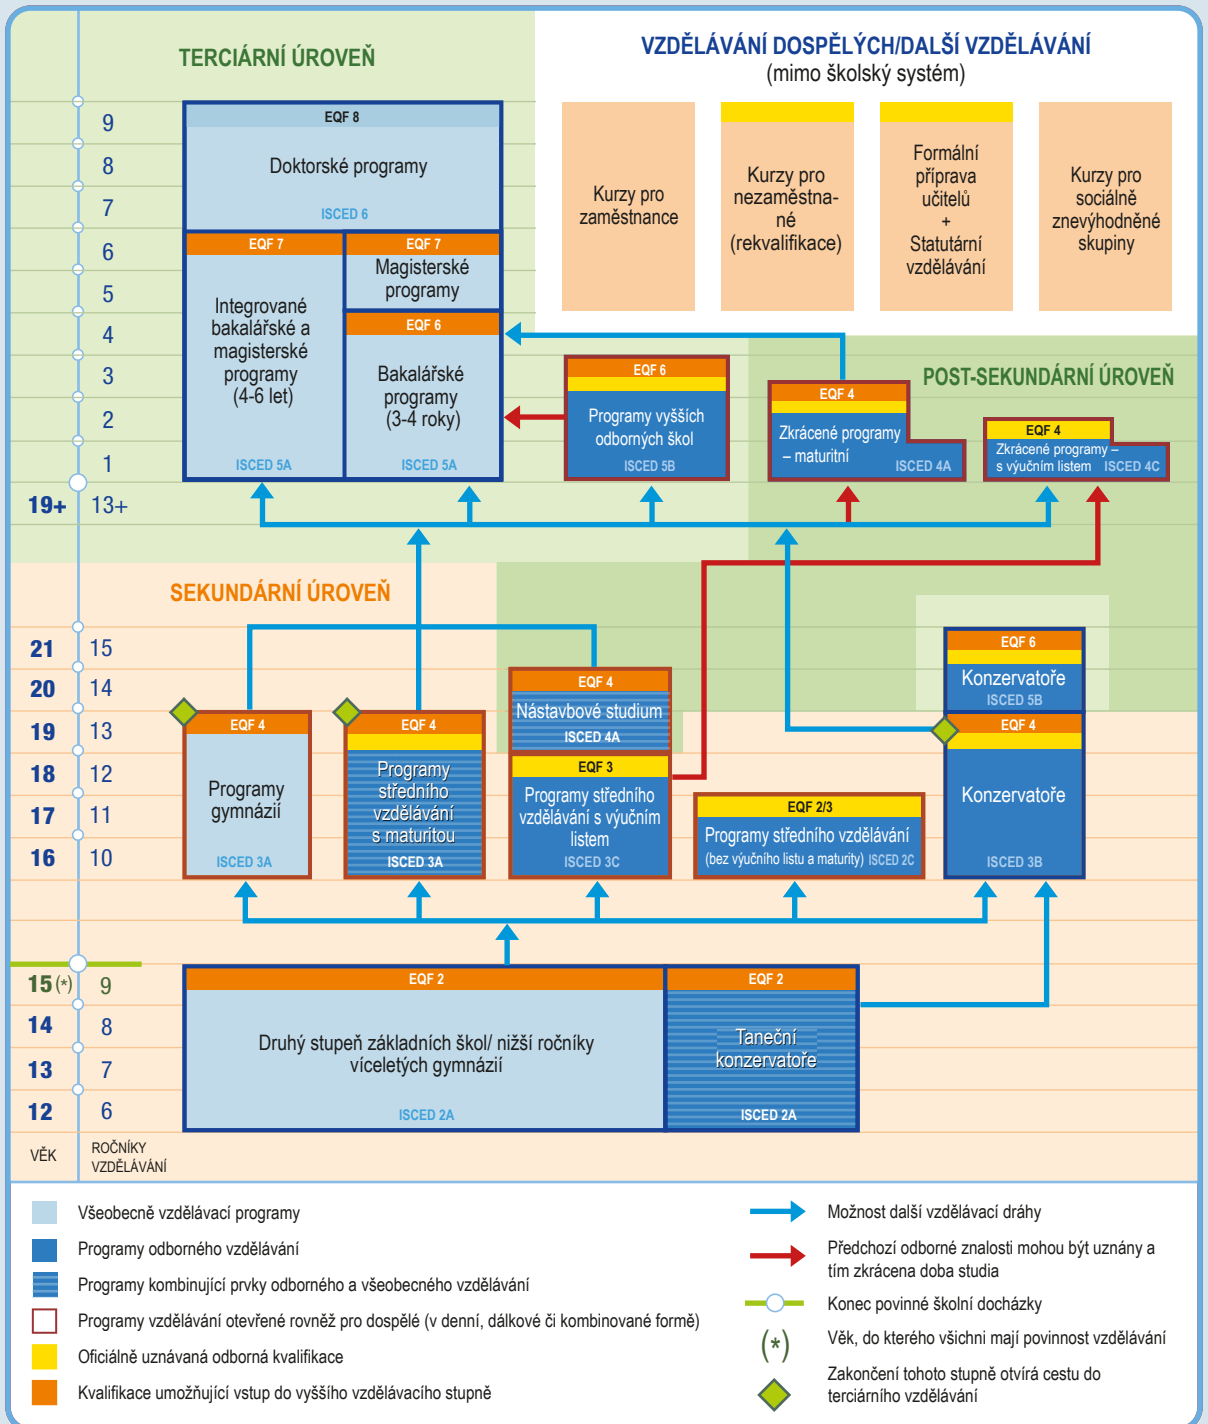 TERCIÁRNÍ ÚROVEŇ
VZDĚLÁVÁNÍ DOSPĚLÝCH/DALŠÍ VZDĚLÁVÁNÍ
(mimo školský systém)
9
8
7
6
5
4
3
2
1
19+ 13+
EQF 8
Doktorské programy
ISCED 6
EQF 7
Integrované
bakalářské a
magisterské
programy
(4-6 let)
ISCED 5A
EQF 7
Magisterské
programy
EQF 6
Bakalářské
programy
(3-4 roky)
ISCED 5A
Kurzy pro
zaměstnance
Kurzy pro
nezaměstna-
né
(rekvalifikace)
Formální
příprava
učitelů
+
Statutární
vzdělávání
Kurzy pro
sociálně
znevýhodněné
skupiny
EQF 6
Programy vyšších
odborných škol
ISCED 5B
POST-SEKUNDÁRNÍ ÚROVEŇ
EQF 4
Zkrácené programy
– maturitní
ISCED 4A
EQF 4
Zkrácené programy –
s výučním listem ISCED 4C
SEKUNDÁRNÍ ÚROVEŇ
21 15
20 14
19 13
18 12
17 11
16 10
EQF 4
Programy
gymnázií
ISCED 3A
EQF 4
Programy
středního
vzdělávání
s maturitou
ISCED 3A
EQF 4
Nástavbové studium
ISCED 4A
EQF 3
Programy středního
vzdělávání s výučním
listem
ISCED 3C
EQF 2/3
Programy středního vzdělávání
(bez výučního listu a maturity) ISCED 2C
EQF 6
Konzervatoře
ISCED 5B
EQF 4
Konzervatoře
ISCED 3B
15 (*) 9
14 8
13 7
12 6
VĚK
ROČNÍKY
VZDĚLÁVÁNÍ
EQF 2
Druhý stupeň základních škol/ nižší ročníky
víceletých gymnázií
ISCED 2A
EQF 2
Taneční
konzervatoře
ISCED 2A
Všeobecně vzdělávací programy
Programy odborného vzdělávání
Programy kombinující prvky odborného a všeobecného vzdělávání
Programy vzdělávání otevřené rovněž pro dospělé (v denní, dálkové či kombinované formě)
Oficiálně uznávaná odborná kvalifikace
Kvalifikace umožňující vstup do vyššího vzdělávacího stupně
Možnost další vzdělávací dráhy
Předchozí odborné znalosti mohou být uznány a
tím zkrácena doba studia
Konec povinné školní docházky
(*) Věk, do kterého všichni mají povinnost vzdělávání
Zakončení tohoto stupně otvírá cestu do
terciárního vzdělávání